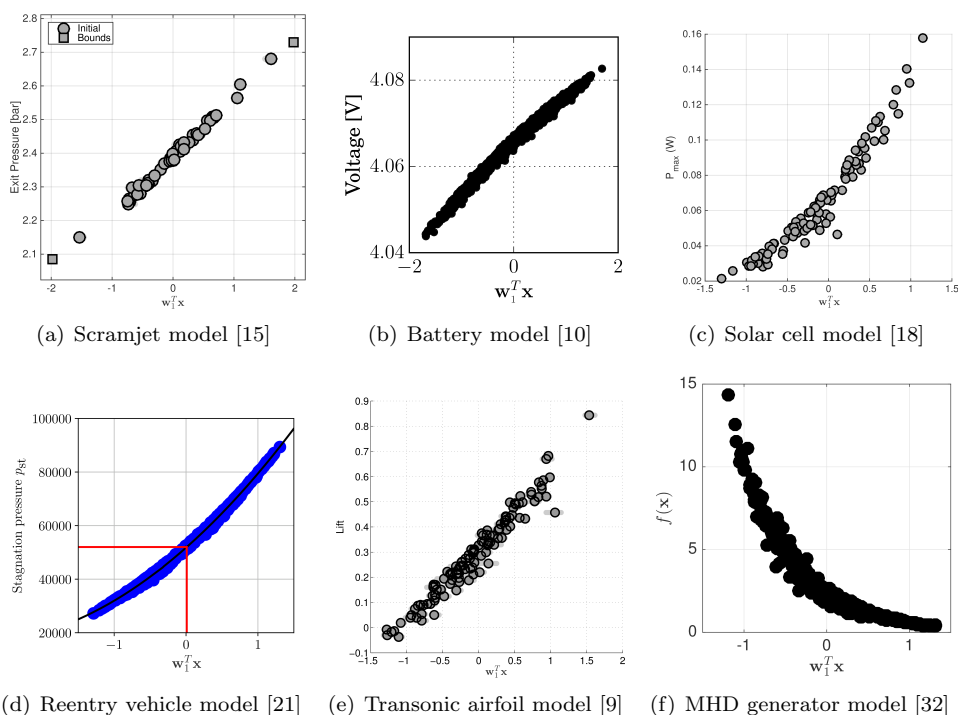 2.8
2.7
2.6
2.5
2.4
2.3
2.2
2.1
Exit Pressure [bar]
Initial
Bounds
-2 -1 0 1 2
w₁ᵀx
(a) Scramjet model [15]
4.08
4.06
4.04
Voltage [V]
−2 0 2
w₁ᵀx
(b) Battery model [10]
0.16
0.14
0.12
0.1
0.08
0.06
0.04
0.02
P_max (W)
-1.5 -1 -0.5 0 0.5 1 1.5
w₁ᵀx
(c) Solar cell model [18]
100000
80000
60000
40000
20000
Stagnation pressure p_st
−1 0 1
w₁ᵀx
(d) Reentry vehicle model [21]
0.9
0.8
0.7
0.6
0.5
0.4
0.3
0.2
0.1
0
-0.1
Lift
-1.5 -1 -0.5 0 0.5 1 1.5 2
w₁ᵀx
(e) Transonic airfoil model [9]
15
10
5
0
f(x)
-1 0 1
w₁ᵀx
(f) MHD generator model [32]